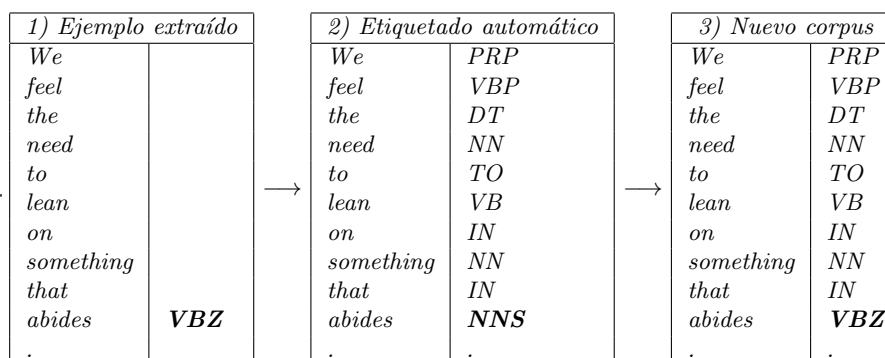 1) Ejemplo extraído 2) Etiquetado automático 3) Nuevo corpus
We We PRP We PRP
feel feel VBP feel VBP
the the DT the DT
need need NN need NN
to to TO to TO
⟶ ⟶
lean lean VB lean VB
on on IN on IN
something something NN something NN
that that IN that IN
abides VBZ abides NNS abides VBZ
. . . . .